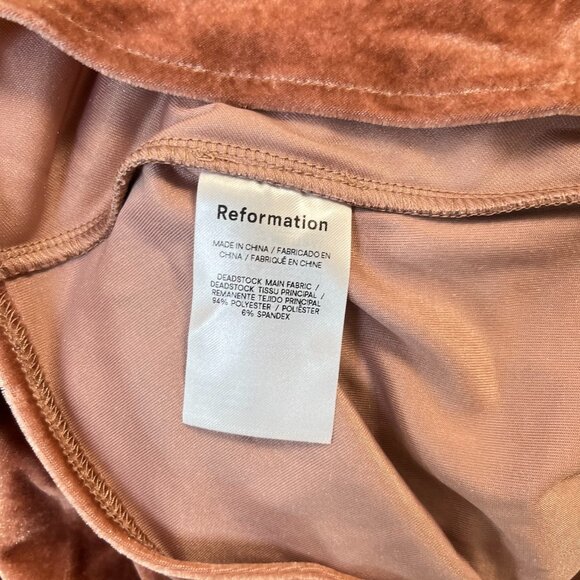 Reformation
MADE IN CHINA / FABRICADO EN
CHINA / FABRIQUÉ EN CHINE
DEADSTOCK MAIN FABRIC /
DEADSTOCK TISSU PRINCIPAL /
REMANENTE TEJIDO PRINCIPAL
94% POLYESTER / POLIÉSTER
6% SPANDEX